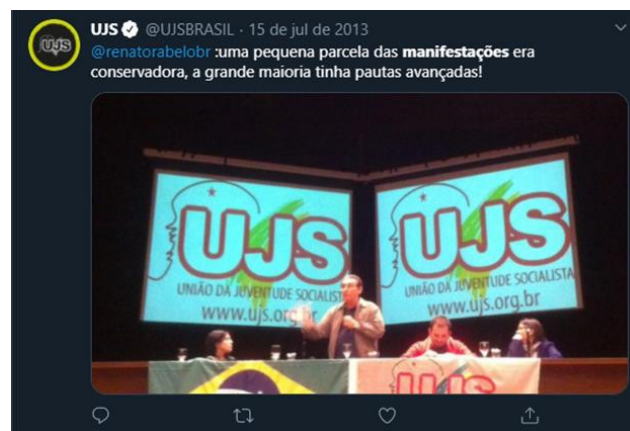 UJS @UJSBRASIL · 15 de jul de 2013
@renatorabelobr :uma pequena parcela das manifestações era
conservadora, a grande maioria tinha pautas avançadas!
UJS
UNIÃO DA JUVENTUDE SOCIALISTA
www.ujs.org.br
UJS
UNIÃO DA JUVENTUDE SOCIALISTA
www.ujs.org.br
UJS